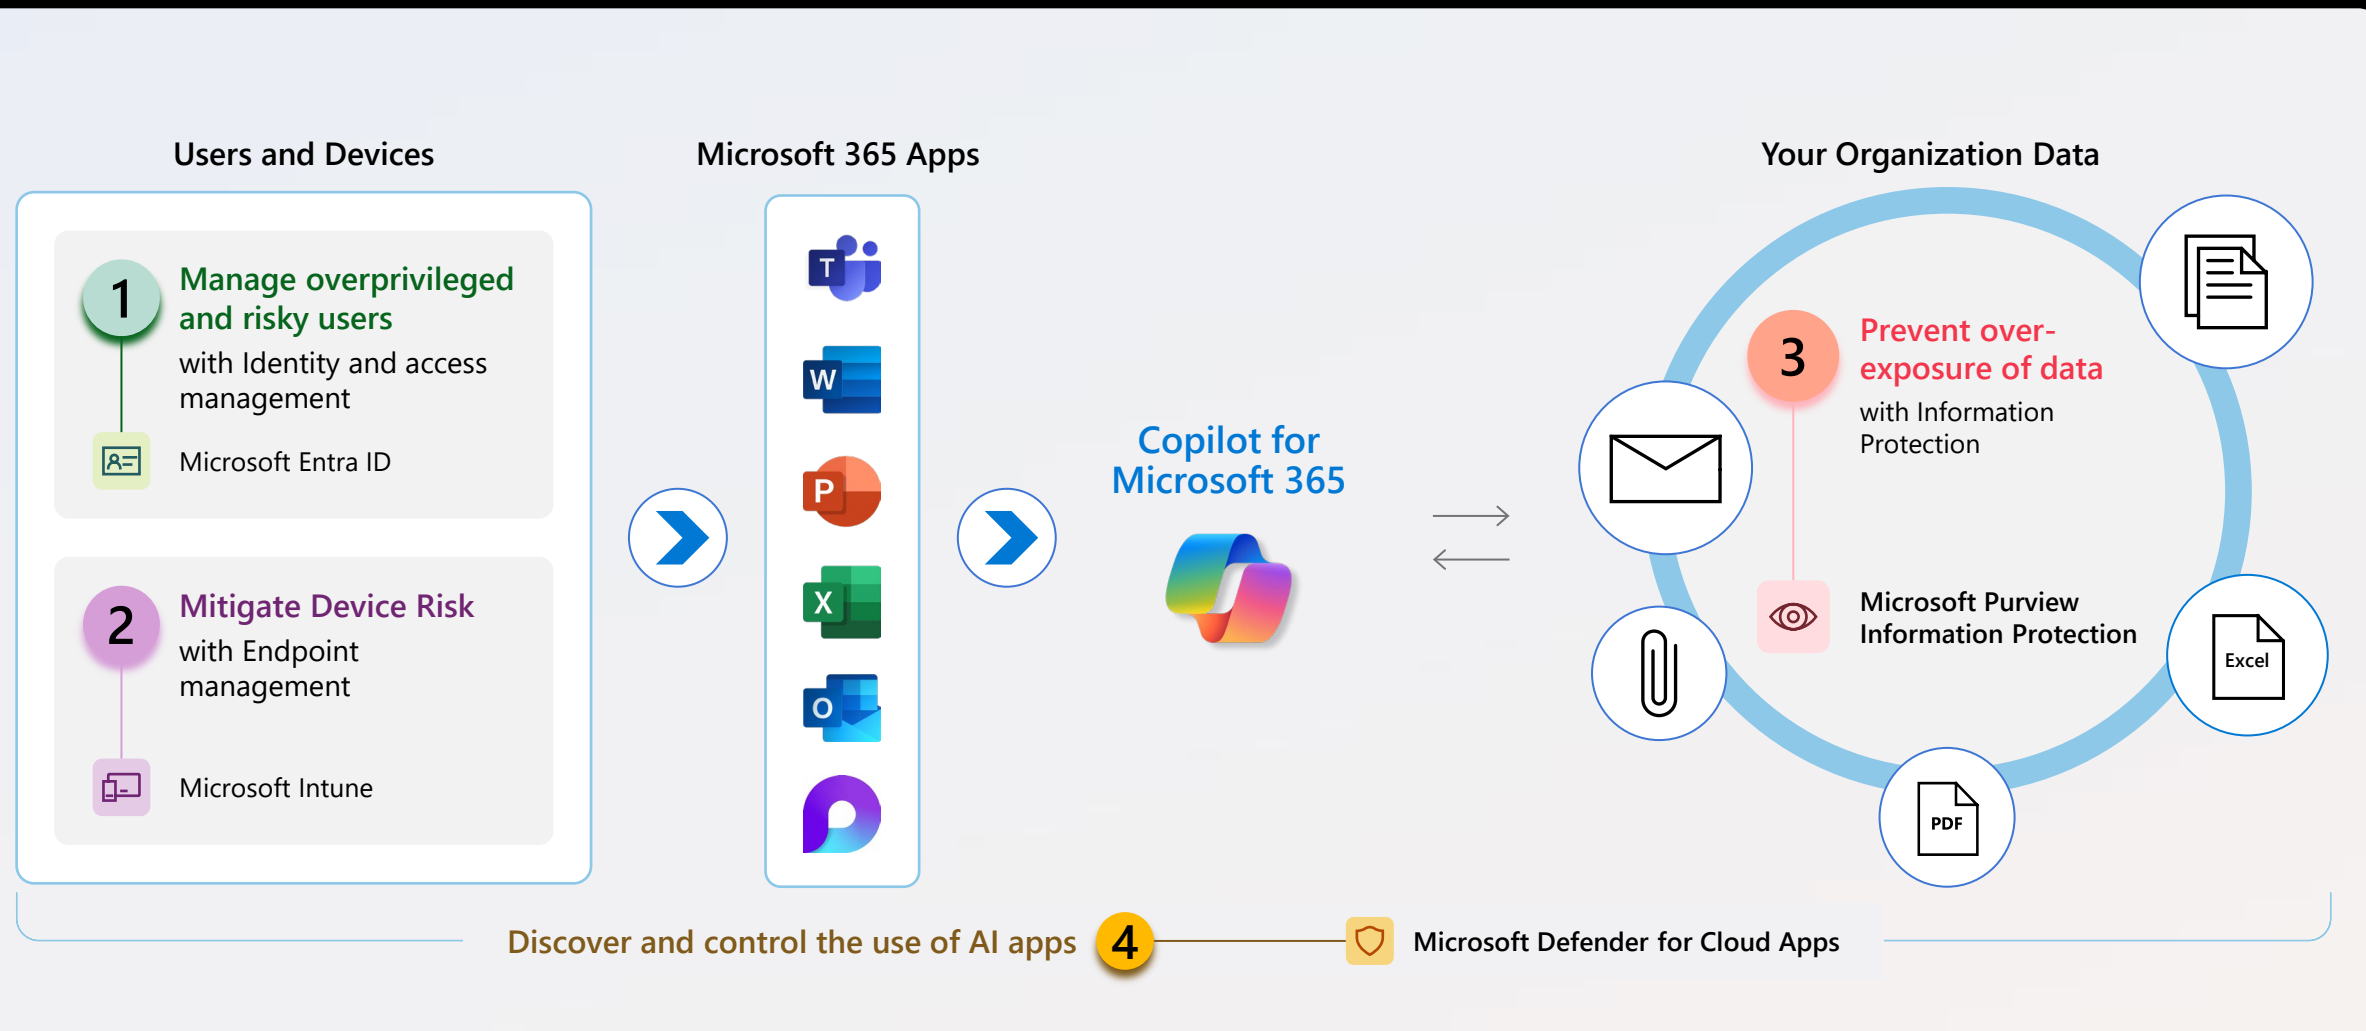 Users and Devices
1
Manage overprivileged
and risky users
with Identity and access
management
Microsoft Entra ID
2
Mitigate Device Risk
with Endpoint
management
Microsoft Intune
Microsoft 365 Apps
T
W
P
X
O
Copilot for
Microsoft 365
Your Organization Data
3
Prevent over-
exposure of data
with Information
Protection
Microsoft Purview
Information Protection
Excel
PDF
Discover and control the use of AI apps
4
Microsoft Defender for Cloud Apps